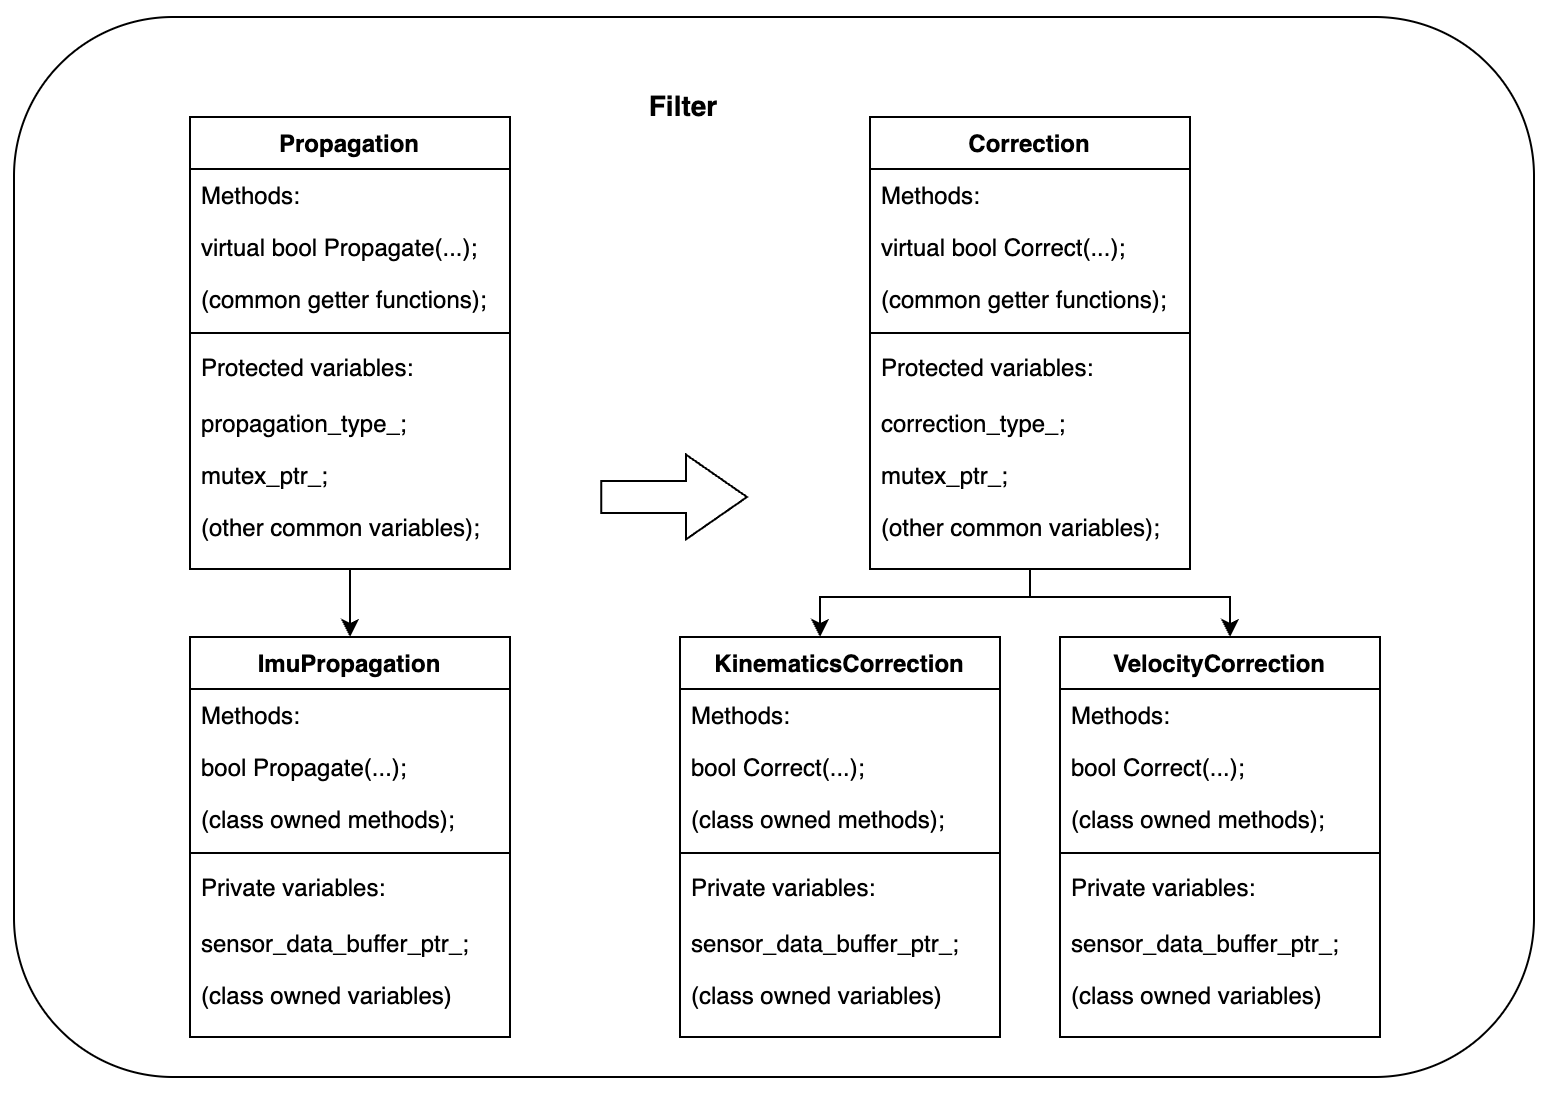 Filter
Propagation
Methods:
virtual bool Propagate(...);
(common getter functions);
Protected variables:
propagation_type_;
mutex_ptr_;
(other common variables);
Correction
Methods:
virtual bool Correct(...);
(common getter functions);
Protected variables:
correction_type_;
mutex_ptr_;
(other common variables);
ImuPropagation
Methods:
bool Propagate(...);
(class owned methods);
Private variables:
sensor_data_buffer_ptr_;
(class owned variables)
KinematicsCorrection
Methods:
bool Correct(...);
(class owned methods);
Private variables:
sensor_data_buffer_ptr_;
(class owned variables)
VelocityCorrection
Methods:
bool Correct(...);
(class owned methods);
Private variables:
sensor_data_buffer_ptr_;
(class owned variables)